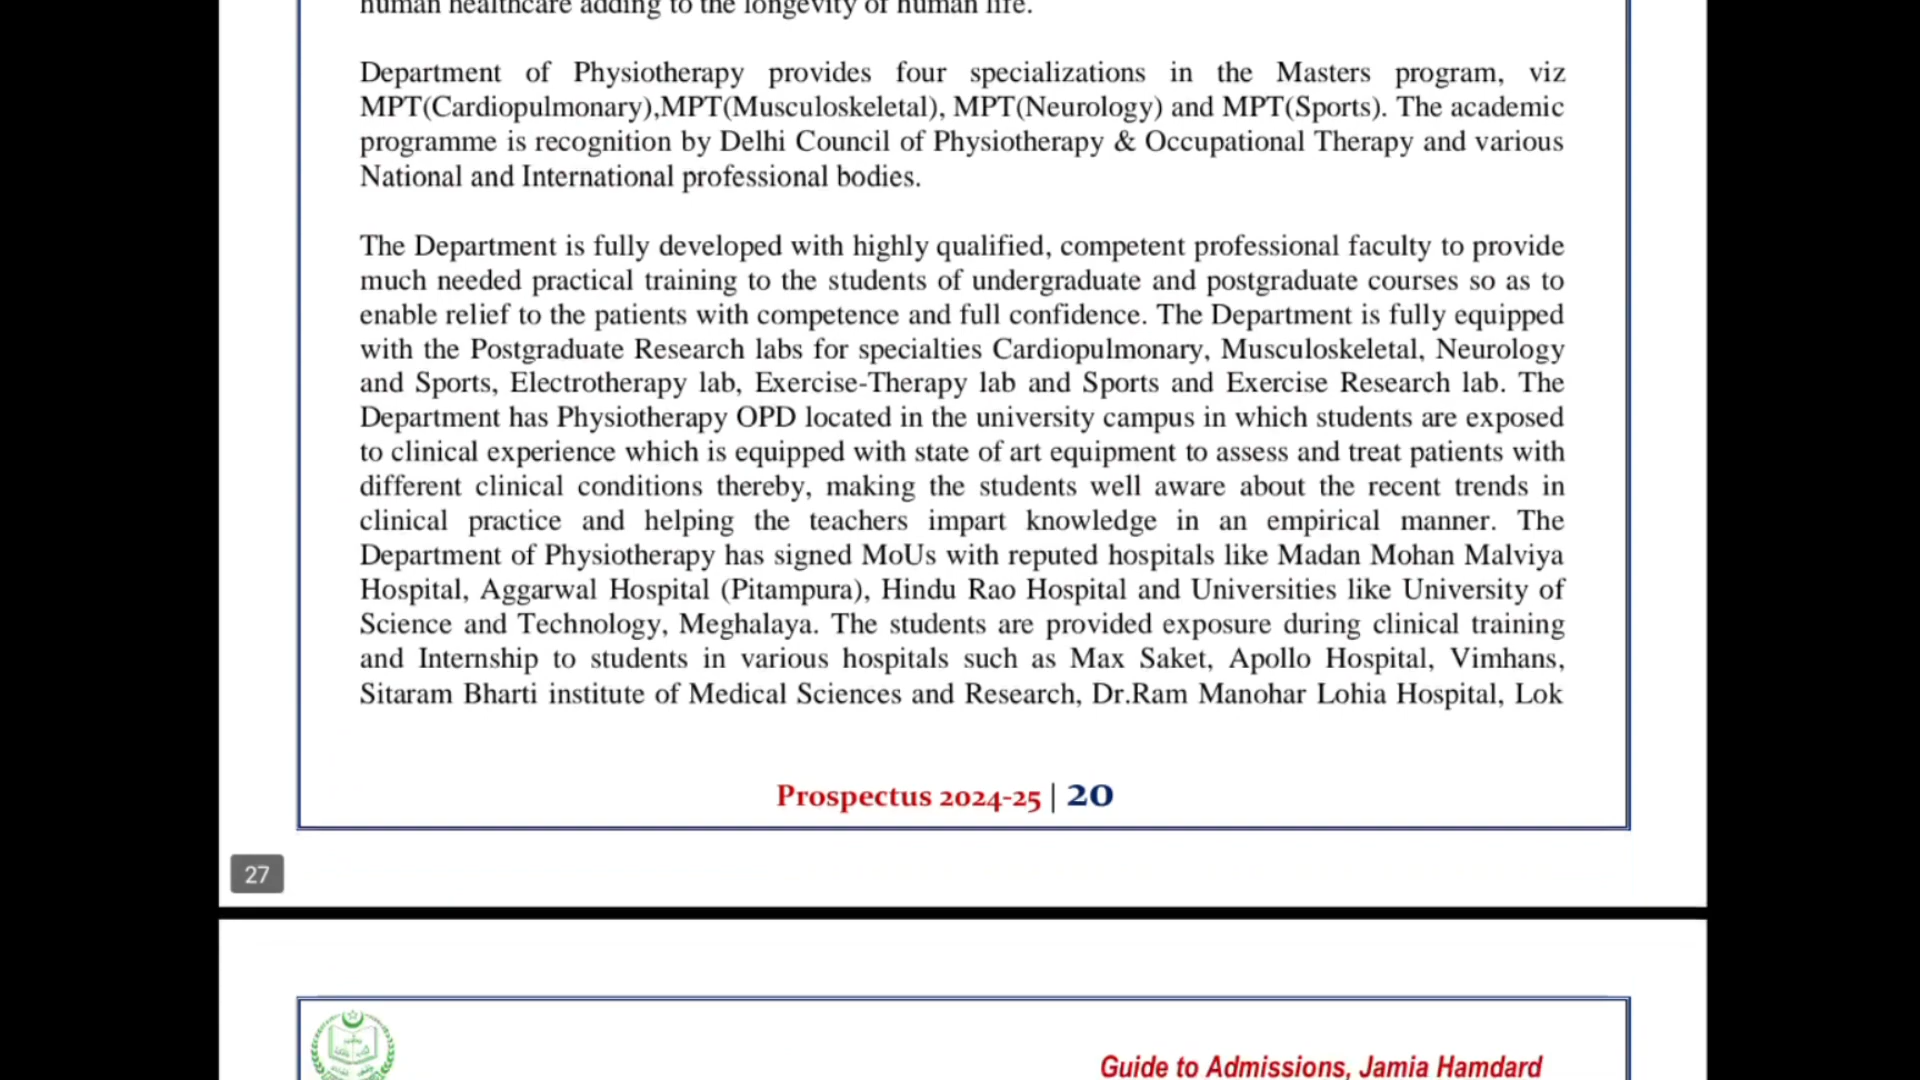 human healthcare adding to the longevity of human life.
Department of Physiotherapy provides four specializations in the Masters program, viz
MPT(Cardiopulmonary),MPT(Musculoskeletal), MPT(Neurology) and MPT(Sports). The academic
programme is recognition by Delhi Council of Physiotherapy & Occupational Therapy and various
National and International professional bodies.
The Department is fully developed with highly qualified, competent professional faculty to provide
much needed practical training to the students of undergraduate and postgraduate courses so as to
enable relief to the patients with competence and full confidence. The Department is fully equipped
with the Postgraduate Research labs for specialties Cardiopulmonary, Musculoskeletal, Neurology
and Sports, Electrotherapy lab, Exercise-Therapy lab and Sports and Exercise Research lab. The
Department has Physiotherapy OPD located in the university campus in which students are exposed
to clinical experience which is equipped with state of art equipment to assess and treat patients with
different clinical conditions thereby, making the students well aware about the recent trends in
clinical practice and helping the teachers impart knowledge in an empirical manner. The
Department of Physiotherapy has signed MoUs with reputed hospitals like Madan Mohan Malviya
Hospital, Aggarwal Hospital (Pitampura), Hindu Rao Hospital and Universities like University of
Science and Technology, Meghalaya. The students are provided exposure during clinical training
and Internship to students in various hospitals such as Max Saket, Apollo Hospital, Vimhans,
Sitaram Bharti institute of Medical Sciences and Research, Dr.Ram Manohar Lohia Hospital, Lok
Prospectus 2024-25 | 20
27
Guide to Admissions, Jamia Hamdard